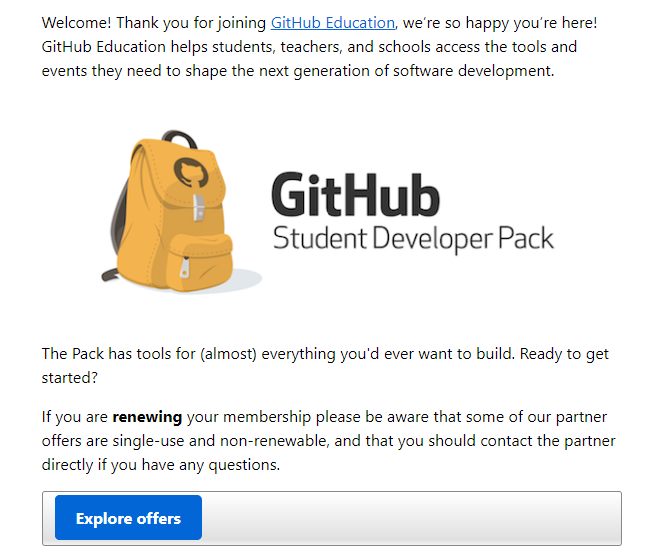 Welcome! Thank you for joining GitHub Education, we’re so happy you’re here!
GitHub Education helps students, teachers, and schools access the tools and
events they need to shape the next generation of software development.
GitHub
Student Developer Pack
The Pack has tools for (almost) everything you'd ever want to build. Ready to get
started?
If you are renewing your membership please be aware that some of our partner
offers are single-use and non-renewable, and that you should contact the partner
directly if you have any questions.
Explore offers